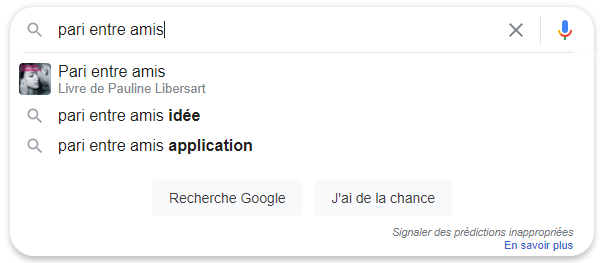 pari entre amis
Pari entre amis
Livre de Pauline Libersart
pari entre amis idée
pari entre amis application
Recherche Google
J'ai de la chance
Signaler des prédictions inappropriées
En savoir plus